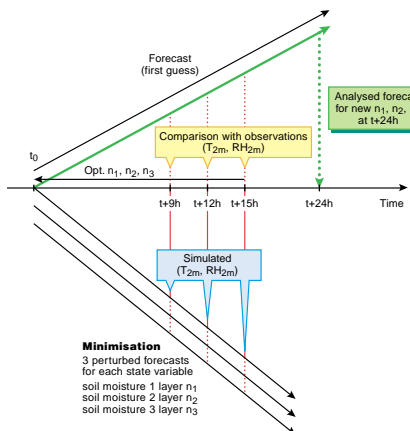 Forecast
(first guess)
Analysed foreca
for new n1, n2,
at t+24h
Comparison with observations
(T2m, RH2m)
t0
Opt. n1, n2, n3
t+9h t+12h t+15h t+24h Time
Simulated
(T2m, RH2m)
Minimisation
3 perturbed forecasts
for each state variable
soil moisture 1 layer n1
soil moisture 2 layer n2
soil moisture 3 layer n3